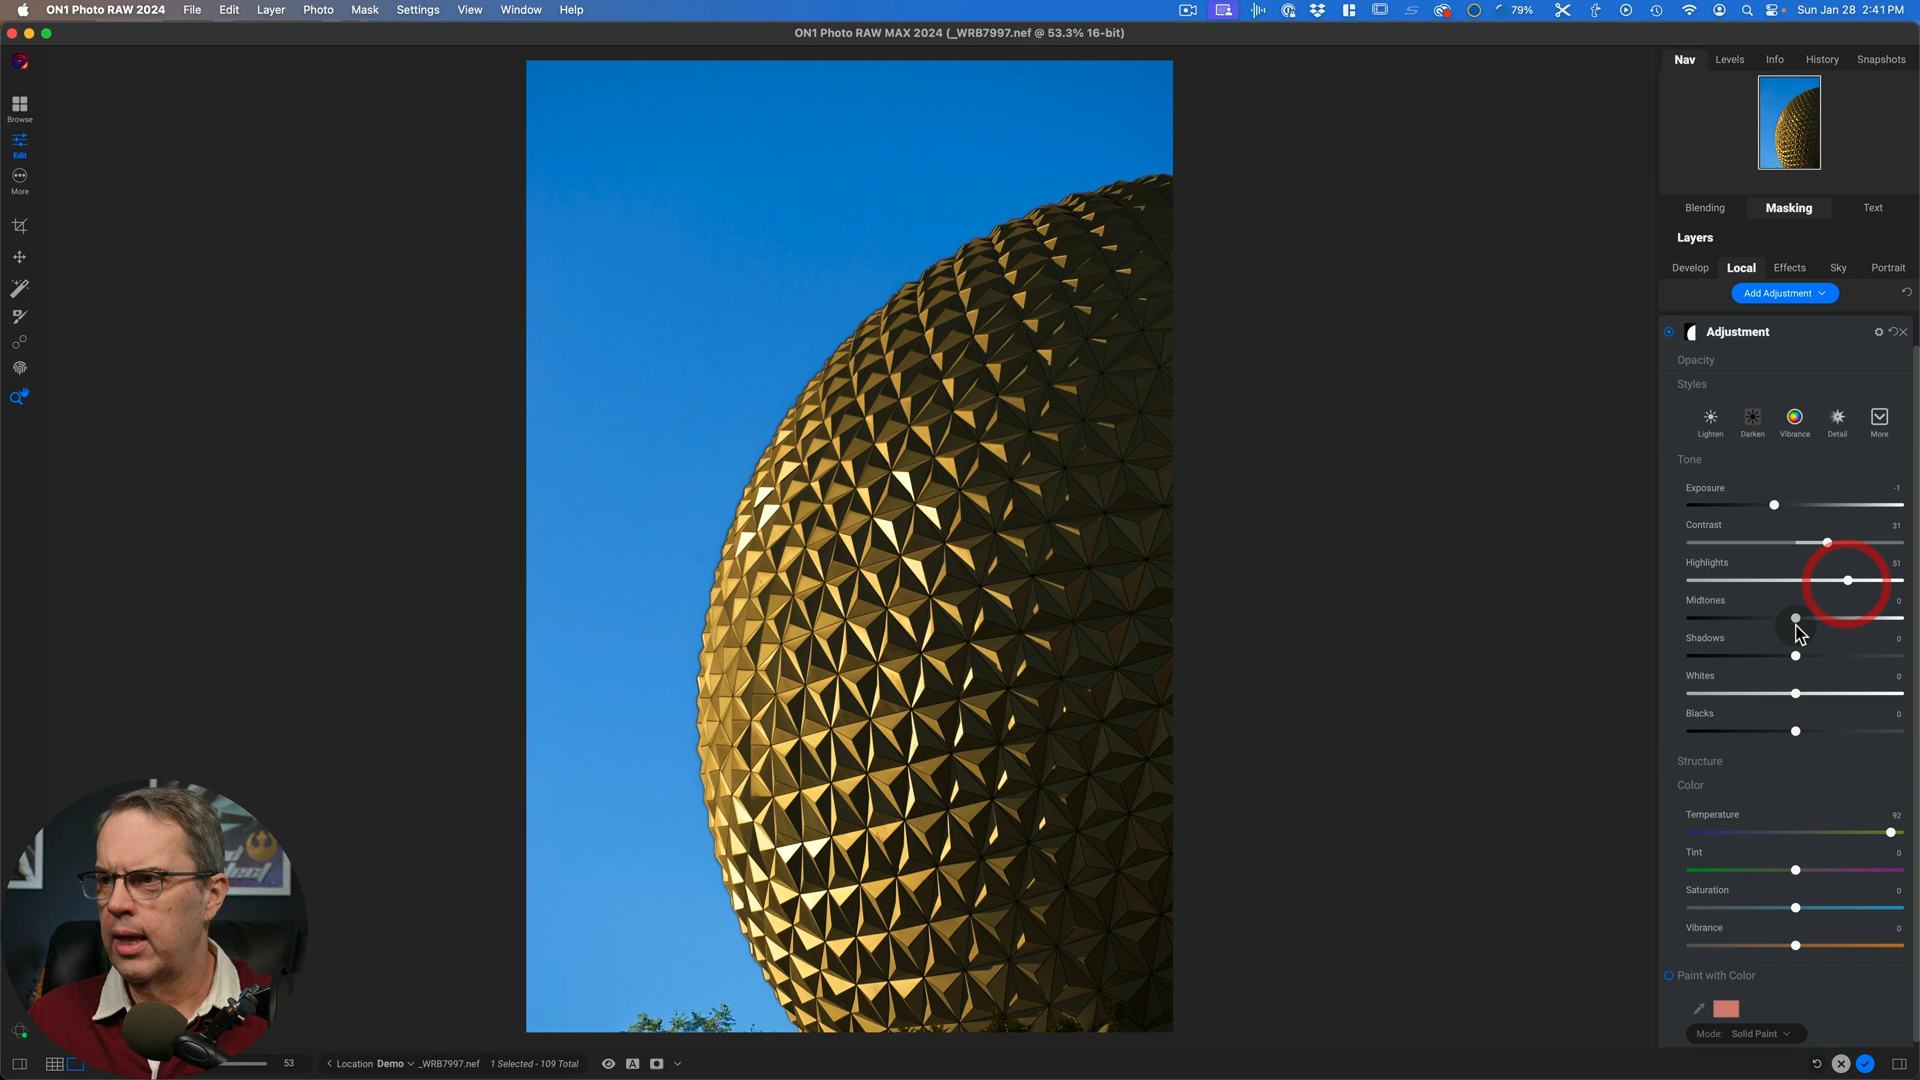 ON1 Photo RAW 2024 File Edit Layer Photo Mask Settings View Window Help
79% Sun Jan 28 2:41 PM
ON1 Photo RAW MAX 2024 (_WRB7997.nef @ 53.3% 16-bit)
Nav Levels Info History Snapshots
Browse
Edit
More
Blending Masking Text
Layers
Develop Local Effects Sky Portrait
Add Adjustment
Adjustment
Opacity
Styles
Lighten Darken Vibrance Detail More
Tone
Exposure -1
Contrast 31
Highlights 51
Midtones 0
Shadows 0
Whites 0
Blacks 0
Structure
Color
Temperature 92
Tint 0
Saturation 0
Vibrance 0
Paint with Color
Mode: Solid Paint
53 Location Demo _WRB7997.nef 1 Selected - 109 Total
A